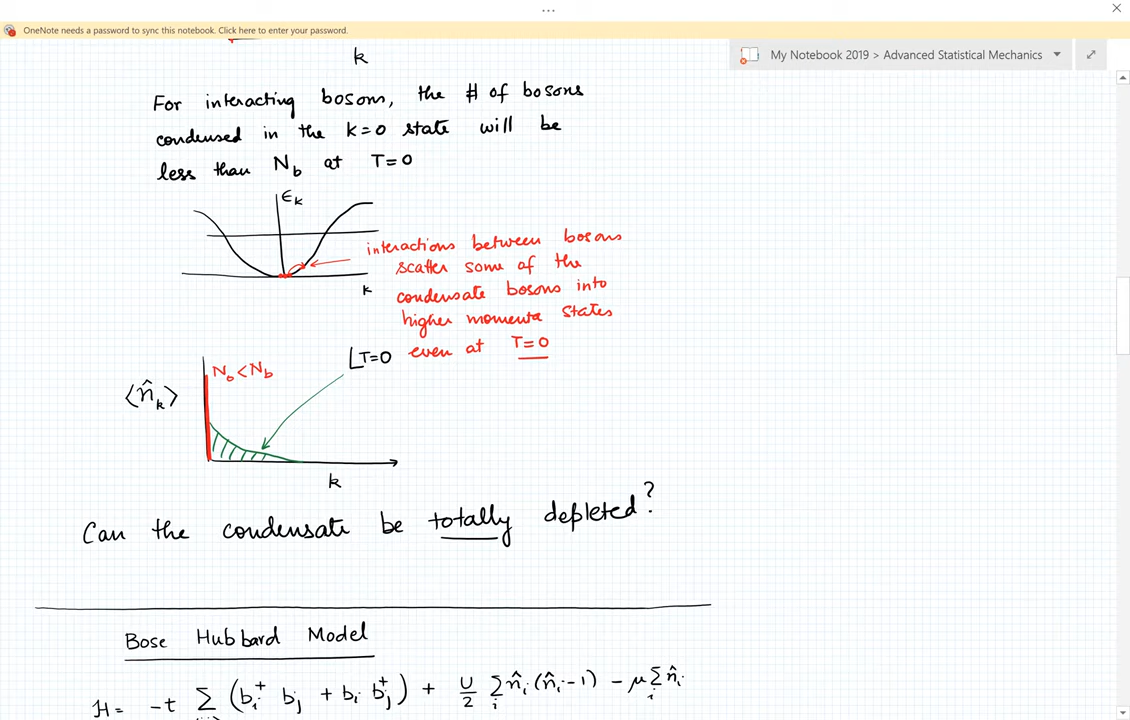 OneNote needs a password to sync this notebook. Click here to enter your password.
My Notebook 2019 > Advanced Statistical Mechanics
k
For interacting bosons, the # of bosons
condensed in the k=0 state will be
less than N_b at T=0
ϵ_k
interactions between bosons
scatter some of the
k
condensate bosons into
higher momenta states
even at T=0
T=0
N_0 < N_b
⟨n̂_k⟩
k
Can the condensate be totally depleted?
Bose Hubbard Model
H = -t ∑ (b_i^+ b_j + b_i b_j^+) + U/2 ∑_i n̂_i (n̂_i -1) - μ ∑_i n̂_i